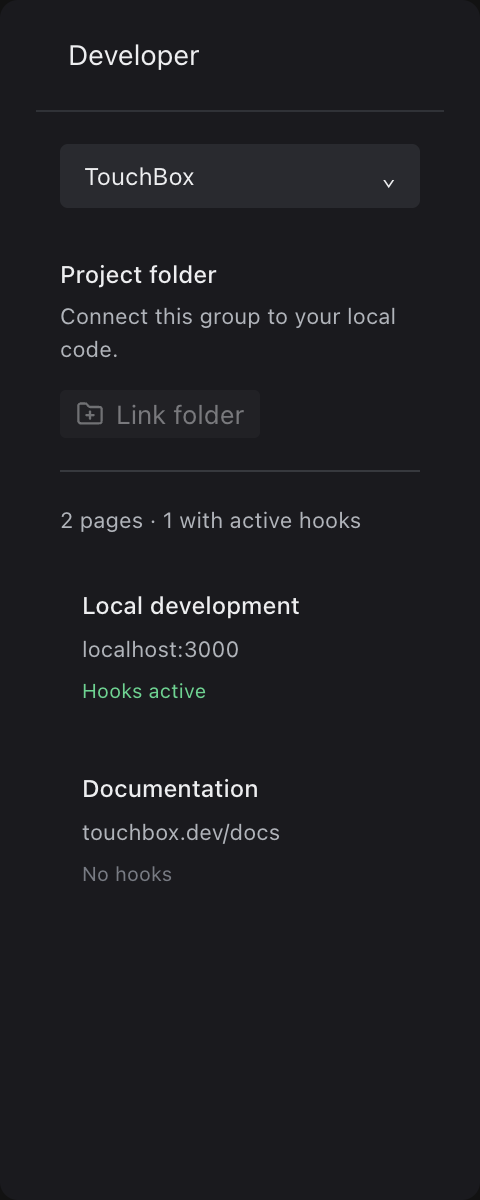 Developer
TouchBox
Project folder
Connect this group to your local
code.
Link folder
2 pages · 1 with active hooks
Local development
localhost:3000
Hooks active
Documentation
touchbox.dev/docs
No hooks